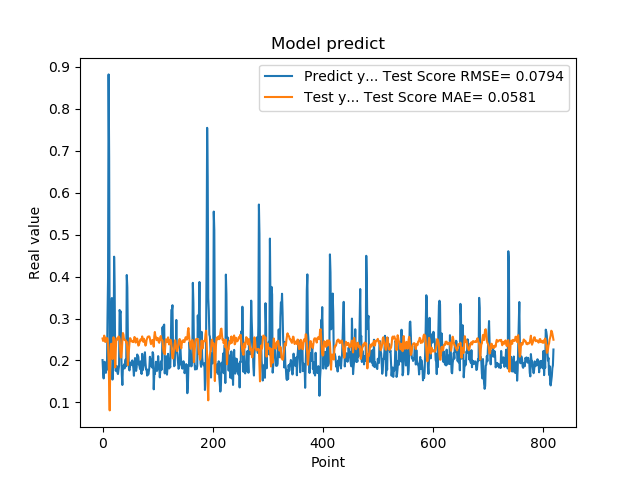 Model predict
Predict y... Test Score RMSE= 0.0794
Test y... Test Score MAE= 0.0581
0.9
0.8
0.7
0.6
0.5
0.4
0.3
0.2
0.1
Real value
0 200 400 600 800
Point